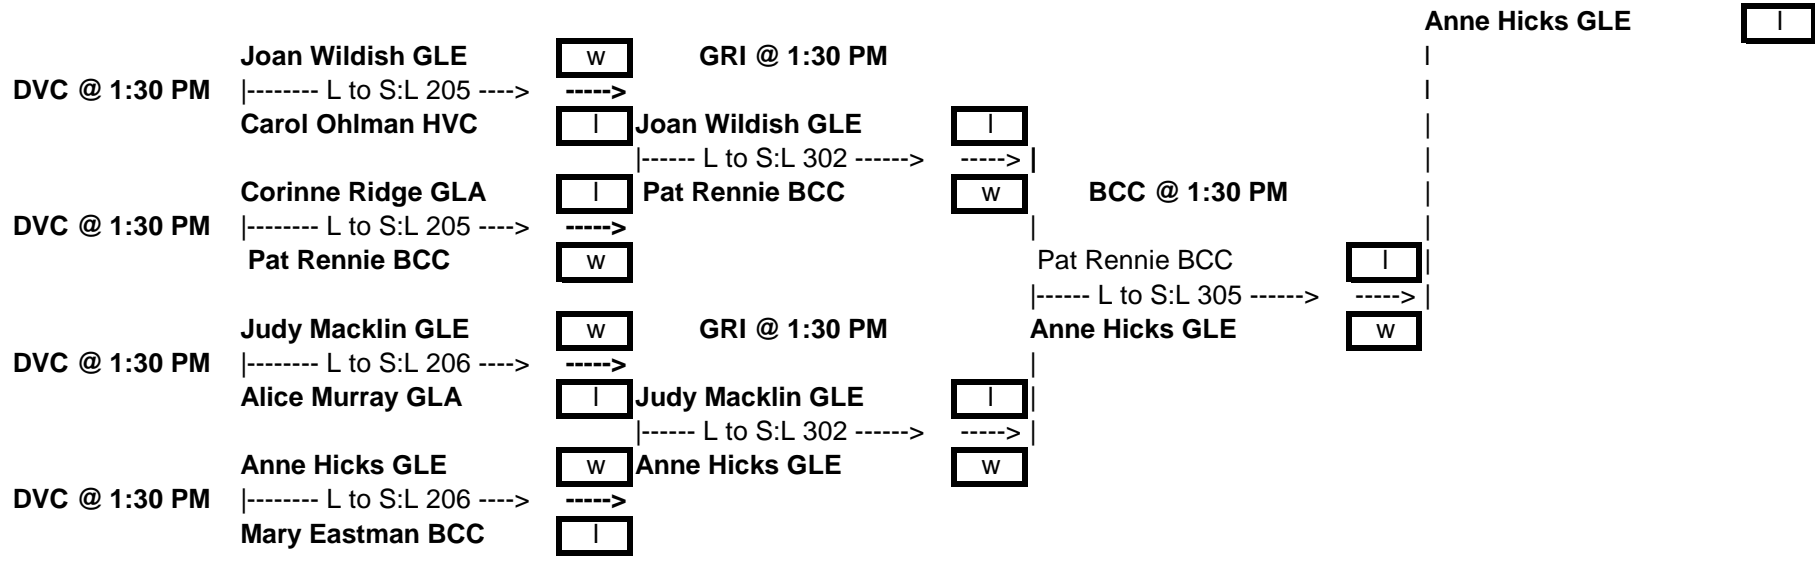 Anne Hicks GLE l
Joan Wildish GLE w GRI @ 1:30 PM l
DVC @ 1:30 PM |-------- L to S:L 205 ----> -----> l
Carol Ohlman HVC l Joan Wildish GLE l |
|------ L to S:L 302 ------> -----> | |
Corinne Ridge GLA l Pat Rennie BCC w BCC @ 1:30 PM |
DVC @ 1:30 PM |-------- L to S:L 205 ----> -----> | |
Pat Rennie BCC w Pat Rennie BCC l |
|------ L to S:L 305 ------> -----> |
Judy Macklin GLE w GRI @ 1:30 PM Anne Hicks GLE w
DVC @ 1:30 PM |-------- L to S:L 206 ----> -----> |
Alice Murray GLA l Judy Macklin GLE l |
|------ L to S:L 302 ------> -----> |
Anne Hicks GLE w Anne Hicks GLE w
DVC @ 1:30 PM |-------- L to S:L 206 ----> ----->
Mary Eastman BCC l